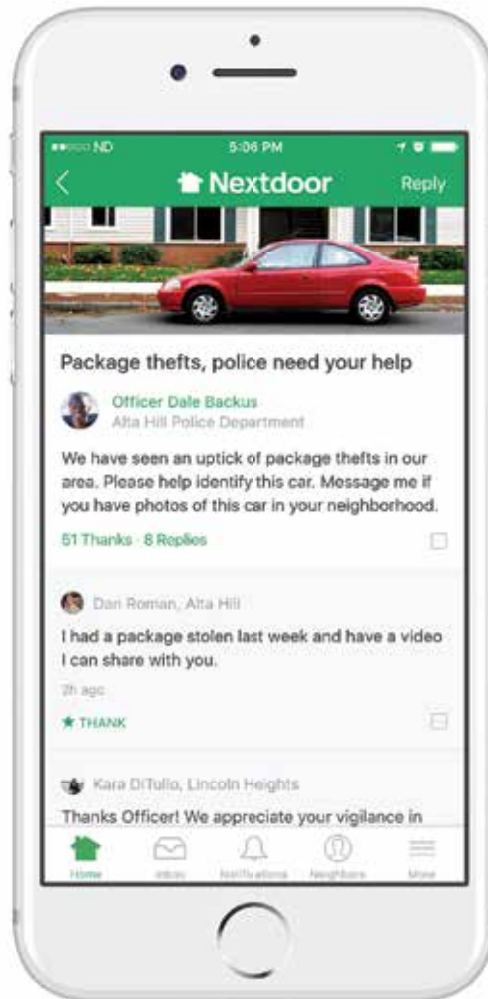 ND 5:06 PM
Nextdoor Reply
Package thefts, police need your help
Officer Dale Backus
Alta Hill Police Department
We have seen an uptick of package thefts in our
area. Please help identify this car. Message me if
you have photos of this car in your neighborhood.
51 Thanks · 8 Replies
Dan Roman, Alta Hill
I had a package stolen last week and have a video
I can share with you.
2h ago
★ THANK
Kara DiTullo, Lincoln Heights
Thanks Officer! We appreciate your vigilance in
Home Inbox Notifications Neighbors More